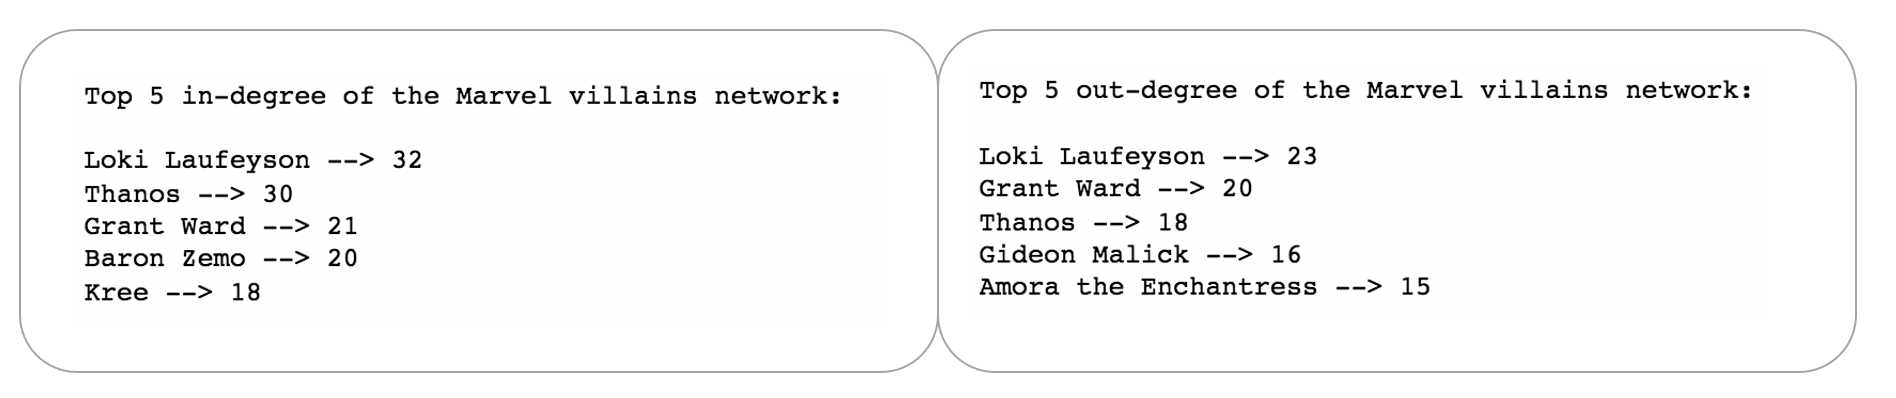 Top 5 in-degree of the Marvel villains network:
Loki Laufeyson --> 32
Thanos --> 30
Grant Ward --> 21
Baron Zemo --> 20
Kree --> 18
Top 5 out-degree of the Marvel villains network:
Loki Laufeyson --> 23
Grant Ward --> 20
Thanos --> 18
Gideon Malick --> 16
Amora the Enchantress --> 15